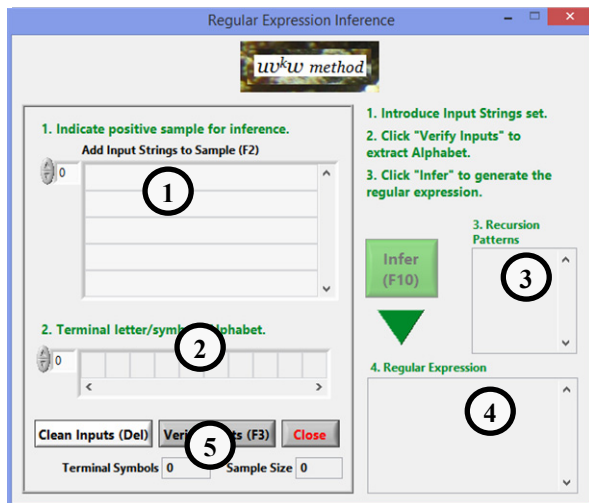 Regular Expression Inference
uvᵏw method
1. Indicate positive sample for inference.
Add Input Strings to Sample (F2)
0
1
2. Terminal letter/symb
Alphabet.
2
0
Clean Inputs (Del)
(F3)
5
Close
Terminal Symbols 0
Sample Size 0
1. Introduce Input Strings set.
2. Click "Verify Inputs" to
extract Alphabet.
3. Click "Infer" to generate the
regular expression.
Infer
(F10)
3. Recursion
Patterns
3
4. Regular Expression
4